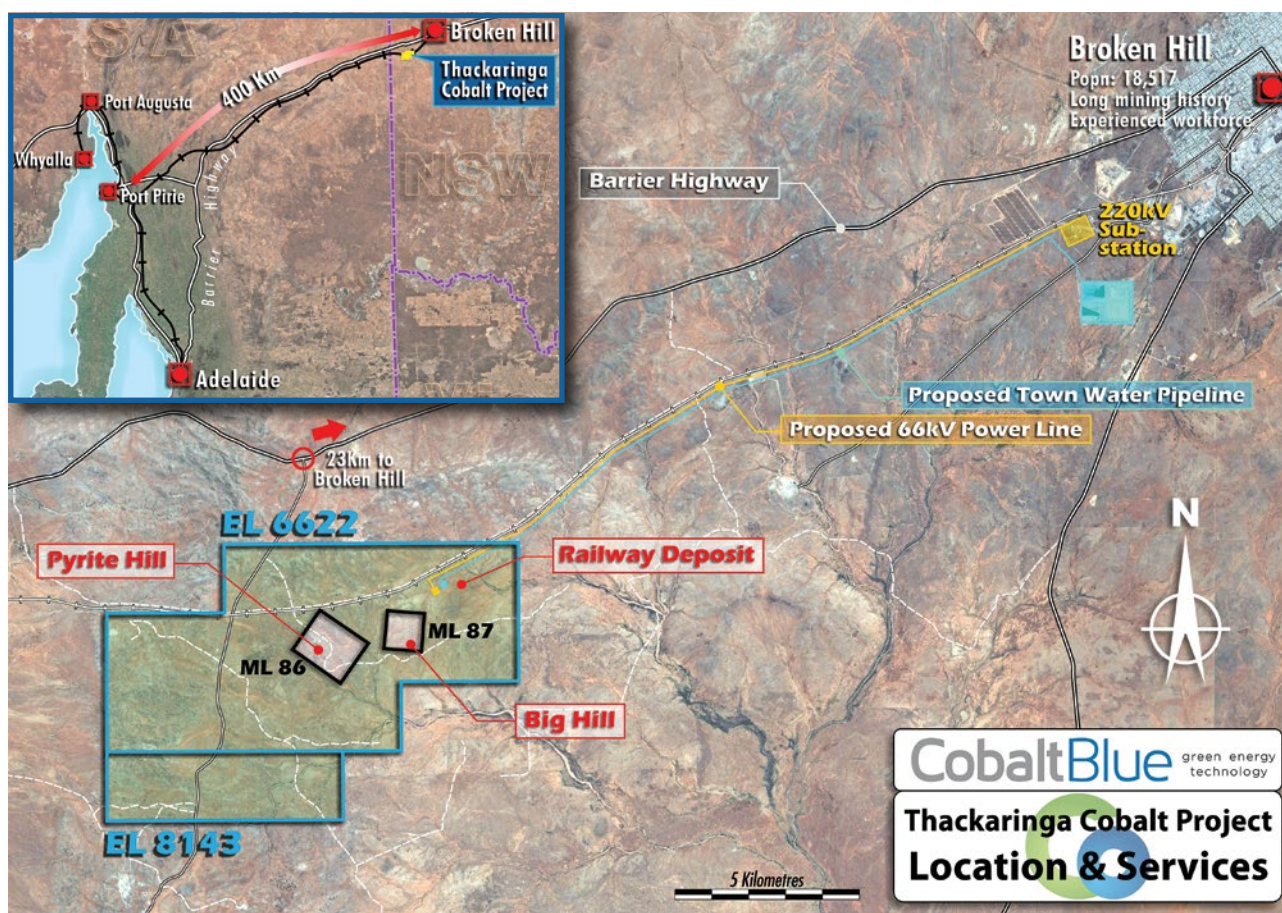 SA
Broken Hill
400 Km
Thackaringa
Cobalt Project
Port Augusta
Whyalla
NSW
Port Pirie
Barrier Highway
Adelaide
Broken Hill
Popn: 18,517
Long mining history
Experienced workforce
Barrier Highway
220kV
Sub-
station
Proposed Town Water Pipeline
Proposed 66kV Power Line
23Km to
Broken Hill
EL 6622
Pyrite Hill
Railway Deposit
ML 87
ML 86
Big Hill
EL 8143
N
CobaltBlue green energy
technology
Thackaringa Cobalt Project
Location & Services
5 Kilometres